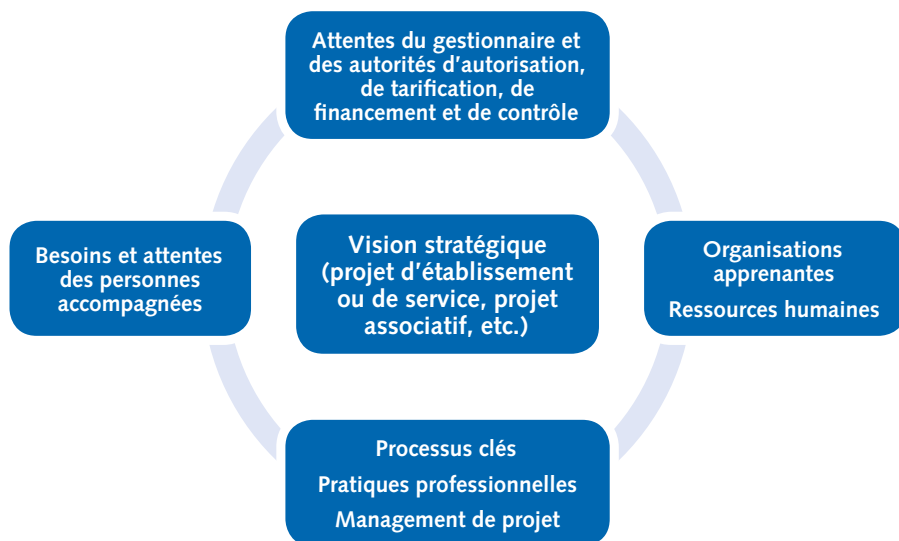 Attentes du gestionnaire et
des autorités d'autorisation,
de tarification, de
financement et de contrôle
Besoins et attentes
des personnes
accompagnées
Vision stratégique
(projet d'établissement
ou de service, projet
associatif, etc.)
Organisations
apprenantes
Ressources humaines
Processus clés
Pratiques professionnelles
Management de projet